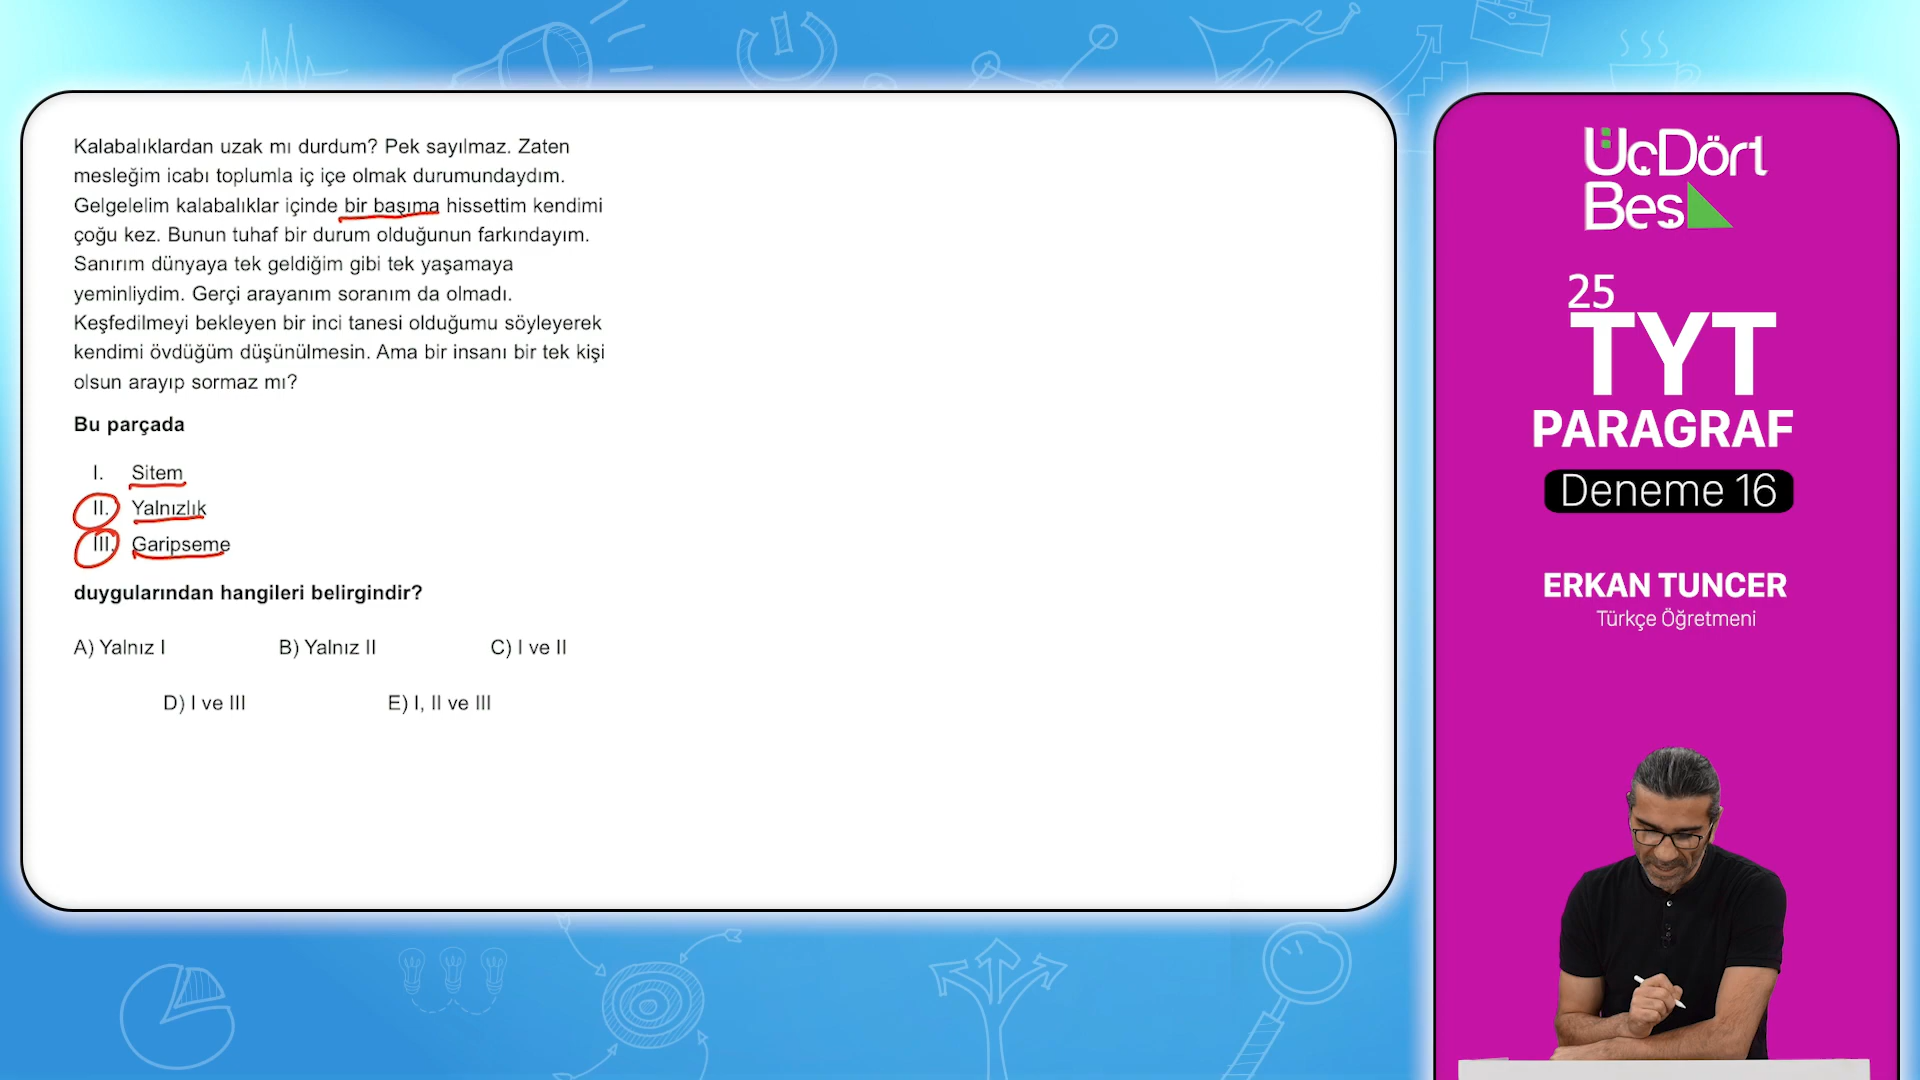 Kalabalıklardan uzak mı durdum? Pek sayılmaz. Zaten
mesleğim icabı toplumla iç içe olmak durumundaydım.
Gelgelelim kalabalıklar içinde bir başıma hissettim kendimi
çoğu kez. Bunun tuhaf bir durum olduğunun farkındayım.
Sanırım dünyaya tek geldiğim gibi tek yaşamaya
yeminliydim. Gerçi arayanım soranım da olmadı.
Keşfedilmeyi bekleyen bir inci tanesi olduğumu söyleyerek
kendimi övdüğüm düşünülmesin. Ama bir insanı bir tek kişi
olsun arayıp sormaz mı?
Bu parçada
I. Sitem
II. Yalnızlık
III. Garipseme
duygularından hangileri belirgindir?
A) Yalnız I B) Yalnız II C) I ve II
D) I ve III E) I, II ve III
ÜçDört
Beş
25
TYT
PARAGRAF
Deneme 16
ERKAN TUNCER
Türkçe Öğretmeni